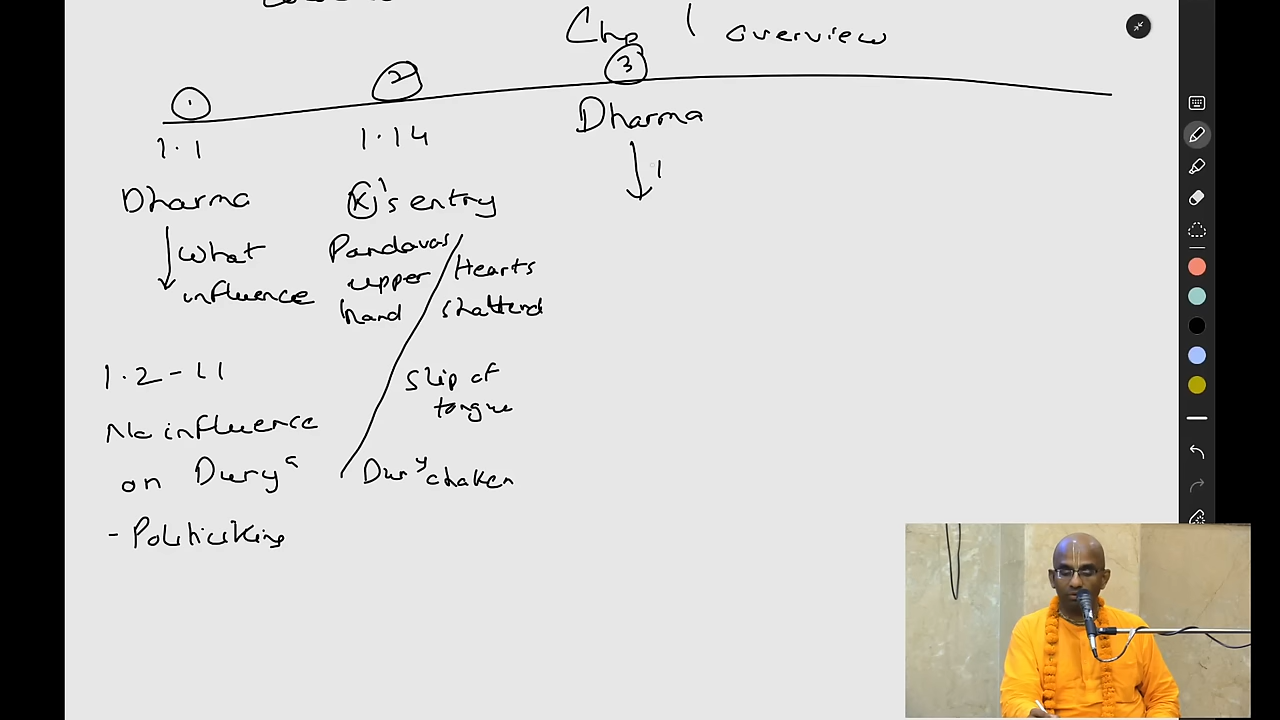 Chp 1 overview
1 2 3
1.1
Dharma
What
influence
1.2-11
No influence
on Dury
- Politicking
1.14
K's entry
Pandavas
upper
hand
Hearts
shattered
Slip of
tongue
Dury shaken
Dharma